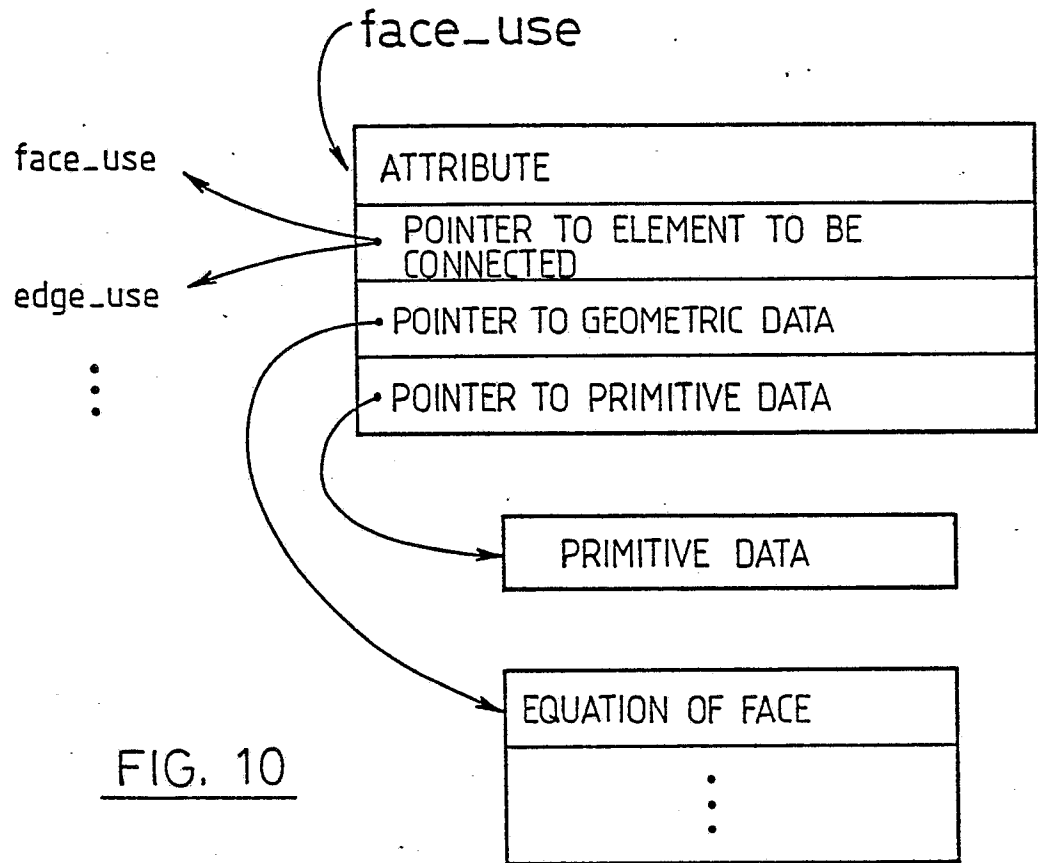 face_use
face_use
ATTRIBUTE
POINTER TO ELEMENT TO BE
CONNECTED
edge_use
POINTER TO GEOMETRIC DATA
POINTER TO PRIMITIVE DATA
PRIMITIVE DATA
EQUATION OF FACE
FIG. 10